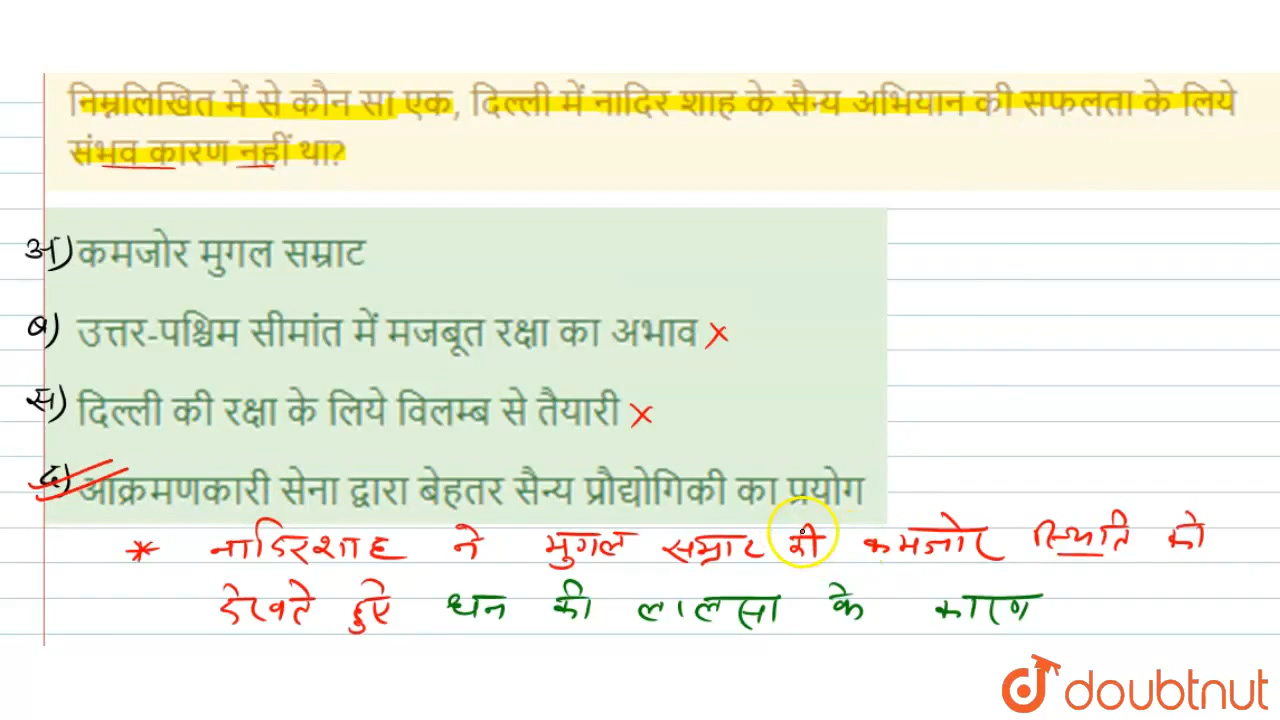 निम्नलिखित में से कौन सा एक, दिल्ली में नादिर शाह के सैन्य अभियान की सफलता के लिये
संभव कारण नहीं था?
अ) कमजोर मुगल सम्राट
ब) उत्तर-पश्चिम सीमांत में मजबूत रक्षा का अभाव ×
स) दिल्ली की रक्षा के लिये विलम्ब से तैयारी ×
द) आक्रमणकारी सेना द्वारा बेहतर सैन्य प्रौद्योगिकी का प्रयोग
* नादिरशाह ने मुगल सम्राट की कमजोर स्थिति को
देखते हुए धन की लालसा के कारण
doubtnut